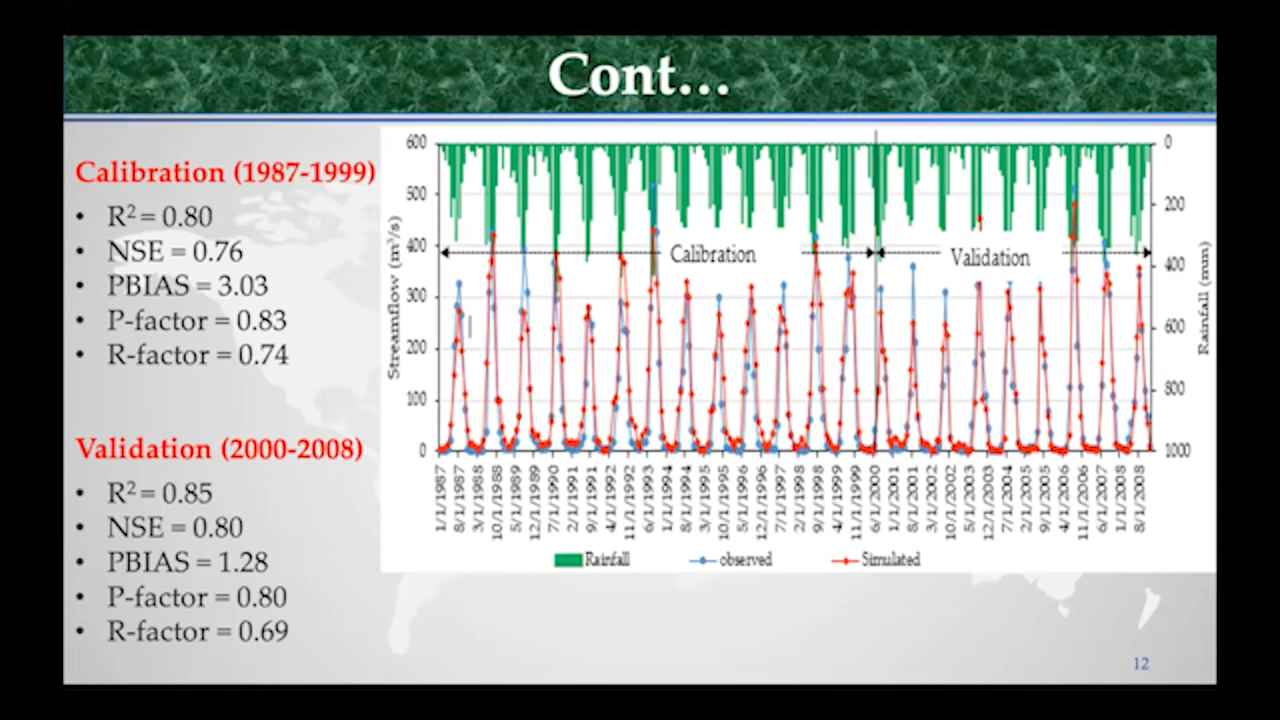 Cont…
Calibration (1987-1999)
• R² = 0.80
• NSE = 0.76
• PBIAS = 3.03
• P-factor = 0.83
• R-factor = 0.74
Validation (2000-2008)
• R² = 0.85
• NSE = 0.80
• PBIAS = 1.28
• P-factor = 0.80
• R-factor = 0.69
Streamflow (m³/s)
600
500
400
300
200
100
0
Calibration
Validation
0
200
400
600
800
1000
Rainfall (mm)
1/1/1987
8/1/1987
3/1/1988
10/1/1988
5/1/1989
12/1/1989
7/1/1990
2/1/1991
9/1/1991
4/1/1992
11/1/1992
6/1/1993
1/1/1994
8/1/1994
3/1/1995
10/1/1995
5/1/1996
12/1/1996
7/1/1997
2/1/1998
9/1/1998
4/1/1999
11/1/1999
6/1/2000
1/1/2001
8/1/2001
3/1/2002
10/1/2002
5/1/2003
12/1/2003
7/1/2004
2/1/2005
9/1/2005
4/1/2006
11/1/2006
6/1/2007
1/1/2008
8/1/2008
Rainfall
observed
Simulated
12